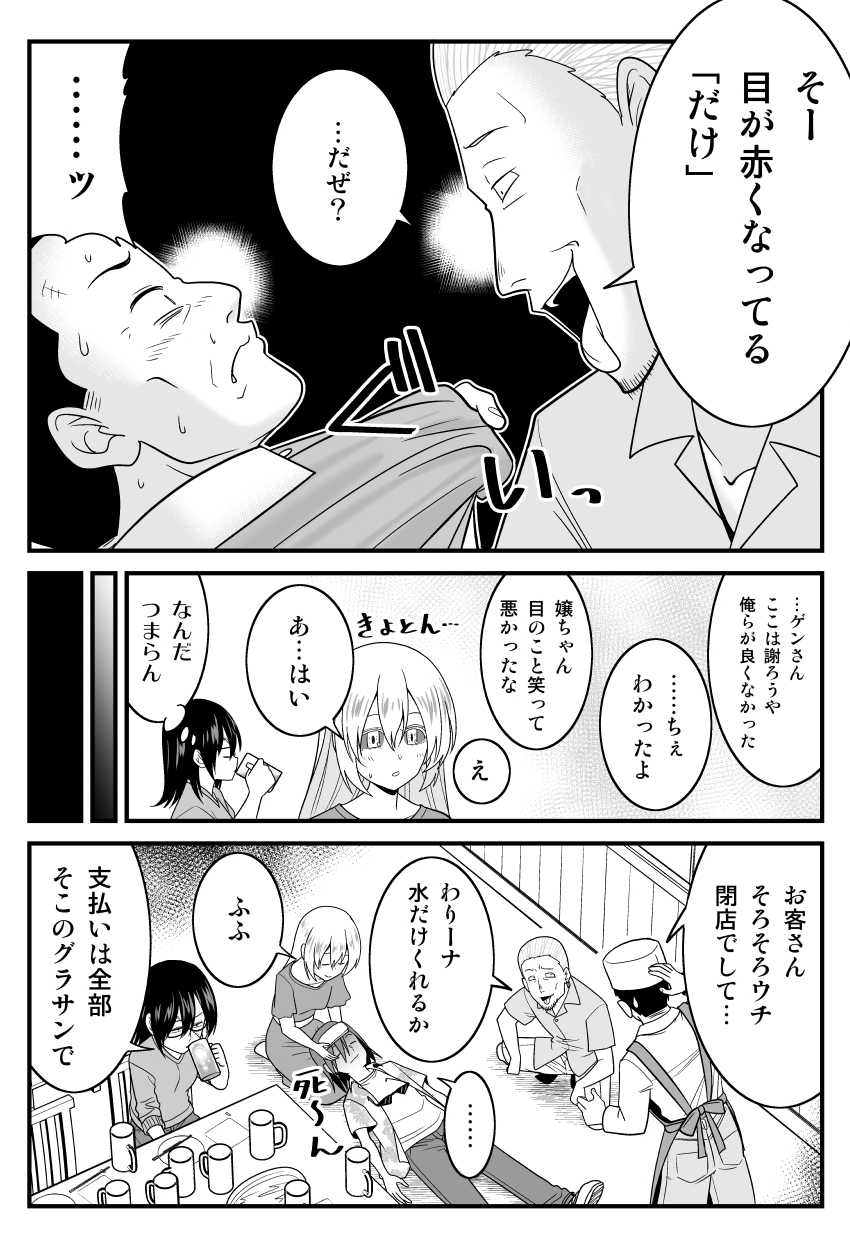 そー
目が赤くなってる
「だけ」
…だぜ？
……ッ
ぐ
いっ
…ゲンさん
ここは謝ろうや
俺らが良くなかった
……ちぇ
わかったよ
嬢ちゃん
目のこと笑って
悪かったな
え
きょとん…
あ…はい
なんだ
つまらん
お客さん
そろそろウチ
閉店でして…
わりーナ
水だけくれるか
……
ふふ
死〜ん
支払いは全部
そこのグラサンで